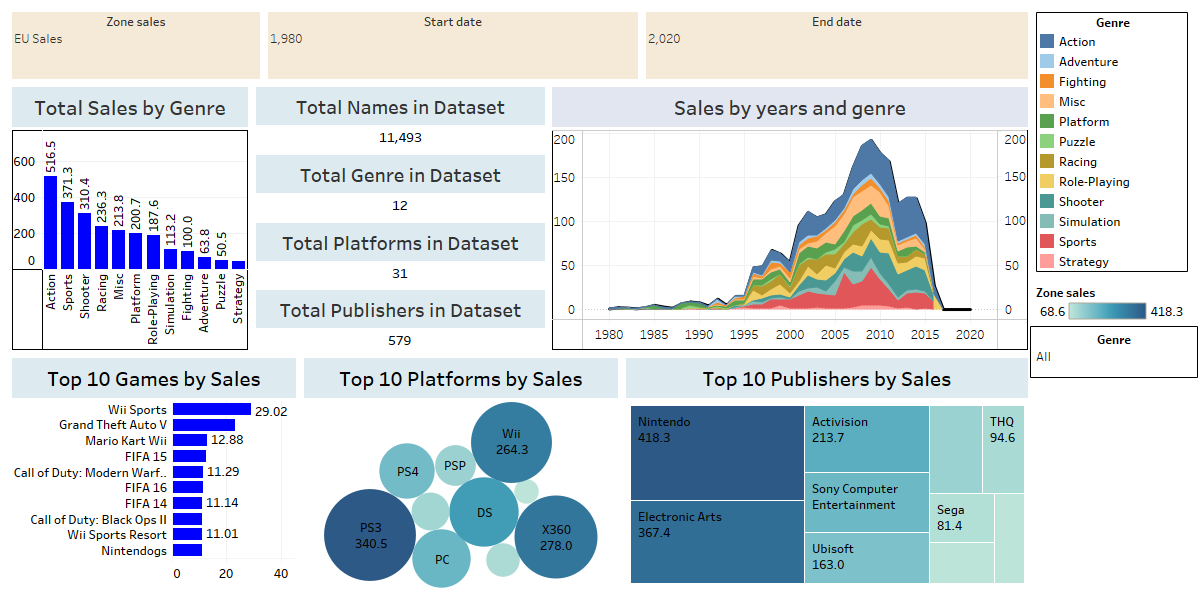 Zone sales
EU Sales
Start date
1,980
End date
2,020
Total Sales by Genre
600
400
200
0
516.5
371.3
310.4
236.3
213.8
200.7
187.6
113.2
100.0
63.8
50.5
Action
Sports
Shooter
Racing
Misc
Platform
Role-Playing
Simulation
Fighting
Adventure
Puzzle
Strategy
Total Names in Dataset
11,493
Total Genre in Dataset
12
Total Platforms in Dataset
31
Total Publishers in Dataset
579
Sales by years and genre
200
150
100
50
0
200
150
100
50
0
1980 1985 1990 1995 2000 2005 2010 2015 2020
Genre
Action
Adventure
Fighting
Misc
Platform
Puzzle
Racing
Role-Playing
Shooter
Simulation
Sports
Strategy
Zone sales
68.6 418.3
Genre
All
Top 10 Games by Sales
Wii Sports 29.02
Grand Theft Auto V
Mario Kart Wii 12.88
FIFA 15
Call of Duty: Modern Warf.. 11.29
FIFA 16
FIFA 14 11.14
Call of Duty: Black Ops II
Wii Sports Resort 11.01
Nintendogs
0 20 40
Top 10 Platforms by Sales
Wii
264.3
PS4
PSP
PS3
340.5
DS
X360
278.0
PC
Top 10 Publishers by Sales
Nintendo
418.3
Electronic Arts
367.4
Activision
213.7
Sony Computer
Entertainment
Ubisoft
163.0
THQ
94.6
Sega
81.4